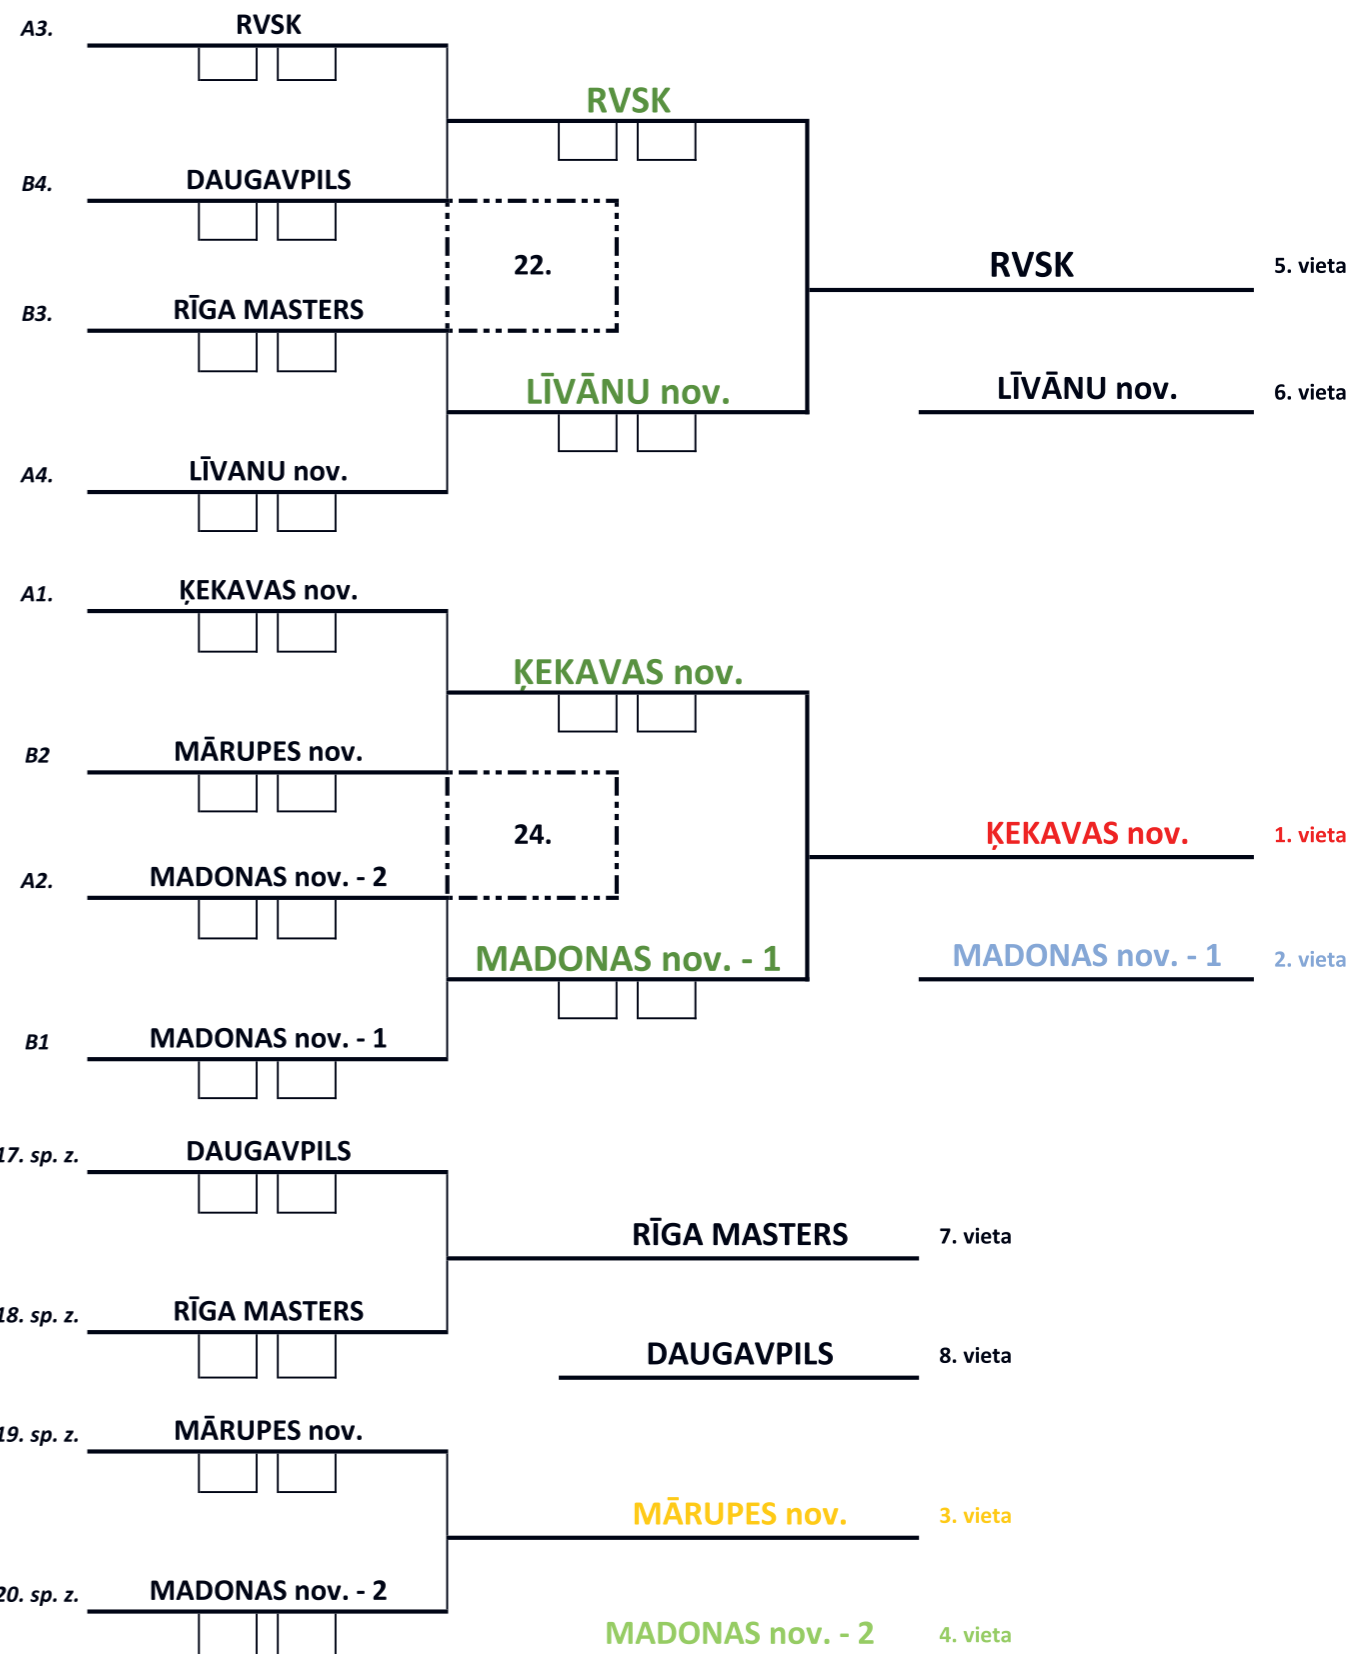 A3. RVSK
RVSK
B4. DAUGAVPILS
22.
RVSK 5. vieta
B3. RĪGA MASTERS
LĪVĀNU nov.
LĪVĀNU nov. 6. vieta
A4. LĪVANU nov.
A1. ĶEKAVAS nov.
ĶEKAVAS nov.
B2 MĀRUPES nov.
24.
ĶEKAVAS nov. 1. vieta
A2. MADONAS nov. - 2
MADONAS nov. - 1
MADONAS nov. - 1 2. vieta
B1 MADONAS nov. - 1
17. sp. z. DAUGAVPILS
RĪGA MASTERS 7. vieta
18. sp. z. RĪGA MASTERS
DAUGAVPILS 8. vieta
19. sp. z. MĀRUPES nov.
MĀRUPES nov. 3. vieta
20. sp. z. MADONAS nov. - 2
MADONAS nov. - 2 4. vieta